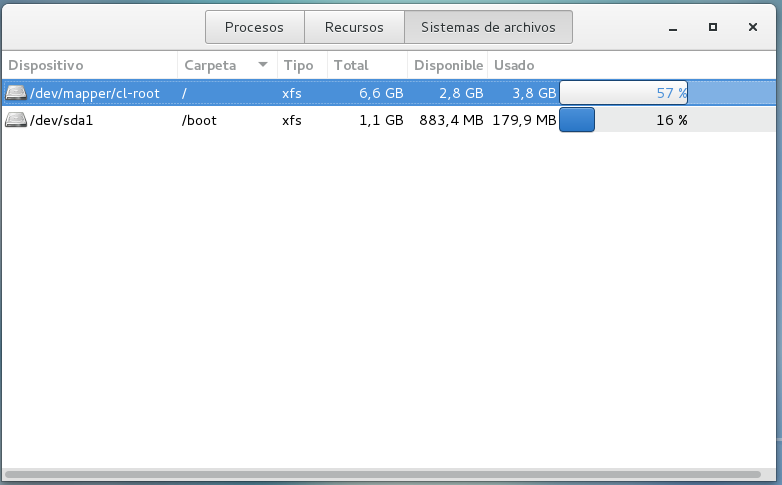 Procesos Recursos Sistemas de archivos
Dispositivo Carpeta Tipo Total Disponible Usado
/dev/mapper/cl-root / xfs 6,6 GB 2,8 GB 3,8 GB 57 %
/dev/sda1 /boot xfs 1,1 GB 883,4 MB 179,9 MB 16 %